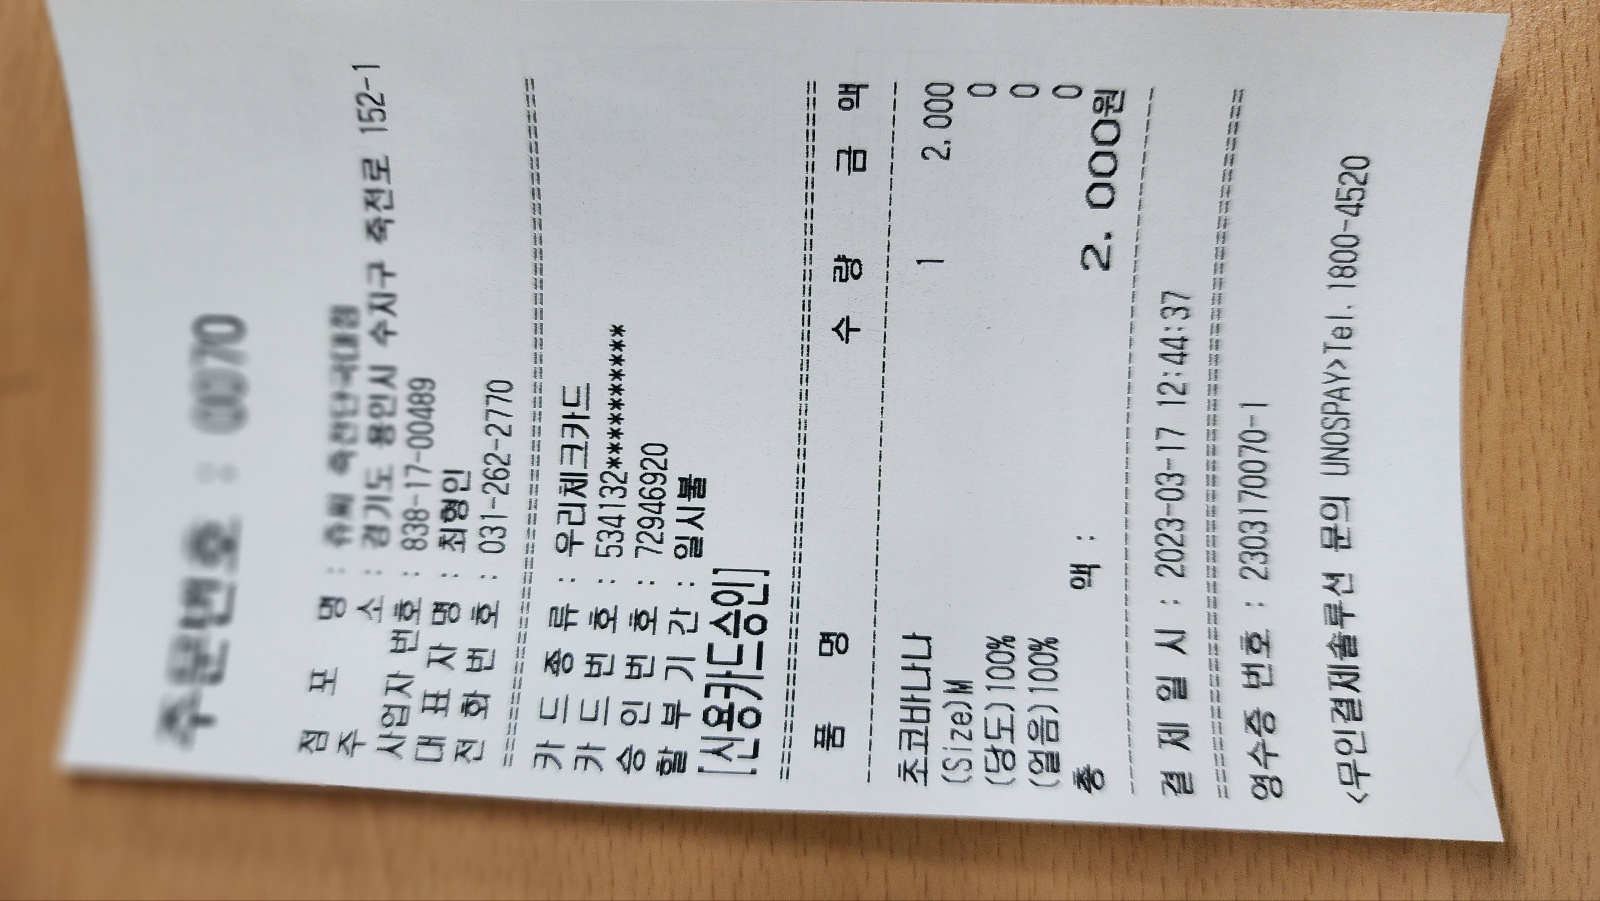 주문번호 : 0070
점 포 명 : 쥬씨 죽전단국대점
주 소 : 경기도 용인시 수지구 죽전로 152-1
사업자 번호 : 838-17-00489
대 표 자 명 : 최형인
전 화 번 호 : 031-262-2770
카 드 종 류 : 우리체크카드
카 드 번 호 : 534132**********
승 인 번 호 : 72946920
할 부 기 간 : 일시불
[신용카드승인]
품 명 수 량 금 액
초코바나나 1 2,000
(Size)M 0
(당도)100% 0
(얼음)100% 0
총 액 : 2,000원
결 제 일 시 : 2023-03-17 12:44:37
영수증 번호 : 2303170070-1
<무인결제솔루션 문의 UNOSPAY>Tel. 1800-4520